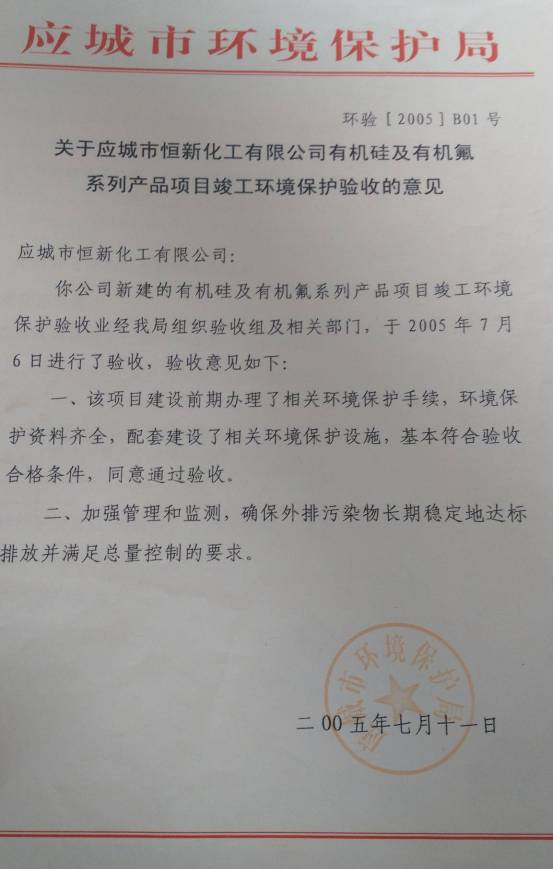 应城市环境保护局
环验［2005］B01 号
关于应城市恒新化工有限公司有机硅及有机氟
系列产品项目竣工环境保护验收的意见
应城市恒新化工有限公司：
你公司新建的有机硅及有机氟系列产品项目竣工环境
保护验收业经我局组织验收组及相关部门，于 2005 年 7 月
6 日进行了验收，验收意见如下：
一、该项目建设前期办理了相关环境保护手续，环境保
护资料齐全，配套建设了相关环境保护设施，基本符合验收
合格条件，同意通过验收。
二、加强管理和监测，确保外排污染物长期稳定地达标
排放并满足总量控制的要求。
应城市环境保护局
二00五年七月十一日